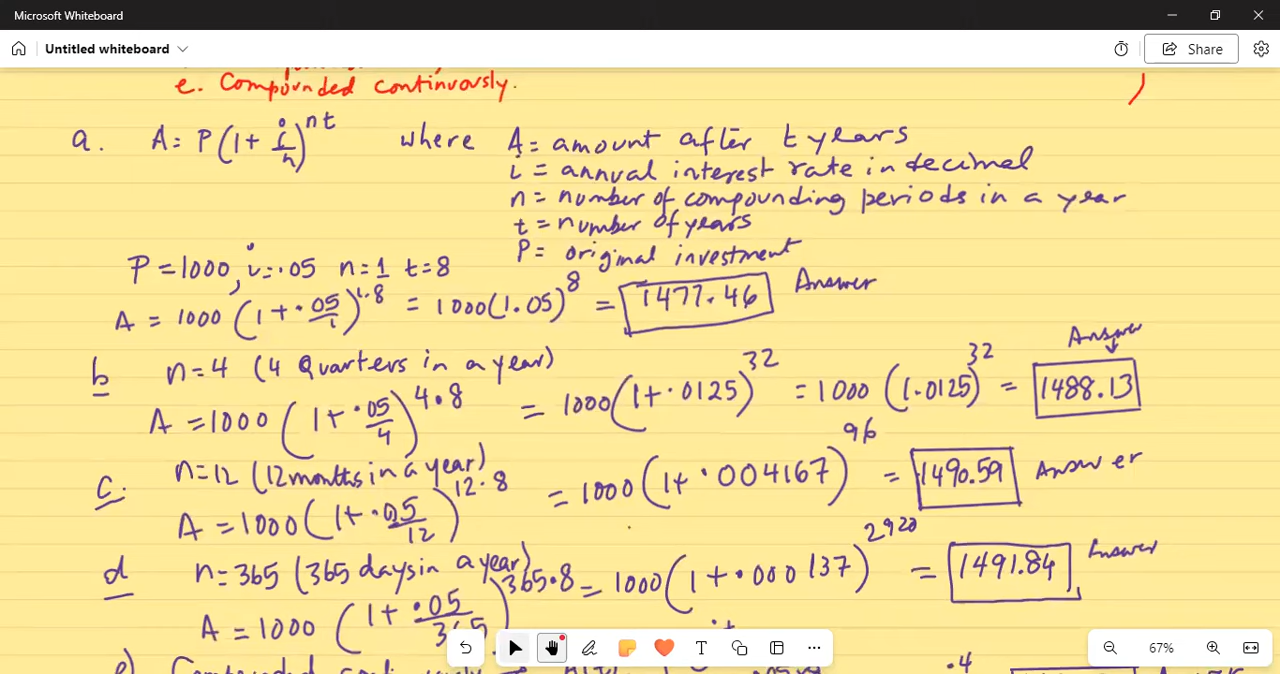 Microsoft Whiteboard
Untitled whiteboard
Share
e. Compounded continuously.
a. A = P(1 + i/n)^nt where A = amount after t years
i = annual interest rate in decimal
n = number of compounding periods in a year
t = number of years
P = original investment
P = 1000, i = .05 n = 1 t = 8
A = 1000 (1 + .05/1)^1.8 = 1000(1.05)^8 = 1477.46 Answer
b n = 4 (4 Quarters in a year)
A = 1000 (1 + .05/4)^4.8 = 1000(1 + .0125)^32 = 1000 (1.0125)^32 = 1488.13 Answer
c. n = 12 (12 months in a year)
A = 1000 (1 + .05/12)^12.8 = 1000 (1 + .004167)^96 = 1490.59 Answer
d n = 365 (365 days in a year)
A = 1000 (1 + .05/365)^365.8 = 1000 (1 + .000137)^2920 = 1491.84 Answer
e) Compounded
.4
67%